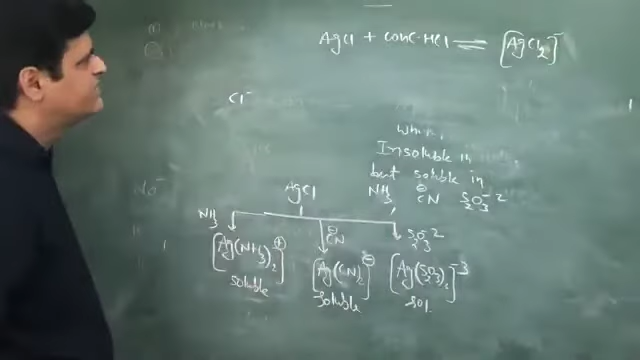 AgCl + conc. HCl ⇌ [AgCl₂]⁻
Cl⁻
white
Insoluble in
but soluble in
NH₃ ⊖CN S₂O₃⁻²
AgCl
NH₃ ⊖CN S₂O₃⁻²
[Ag(NH₃)₂]⊕ [Ag(CN)₂]⊖ [Ag(S₂O₃)₂]⁻³
soluble soluble sol.